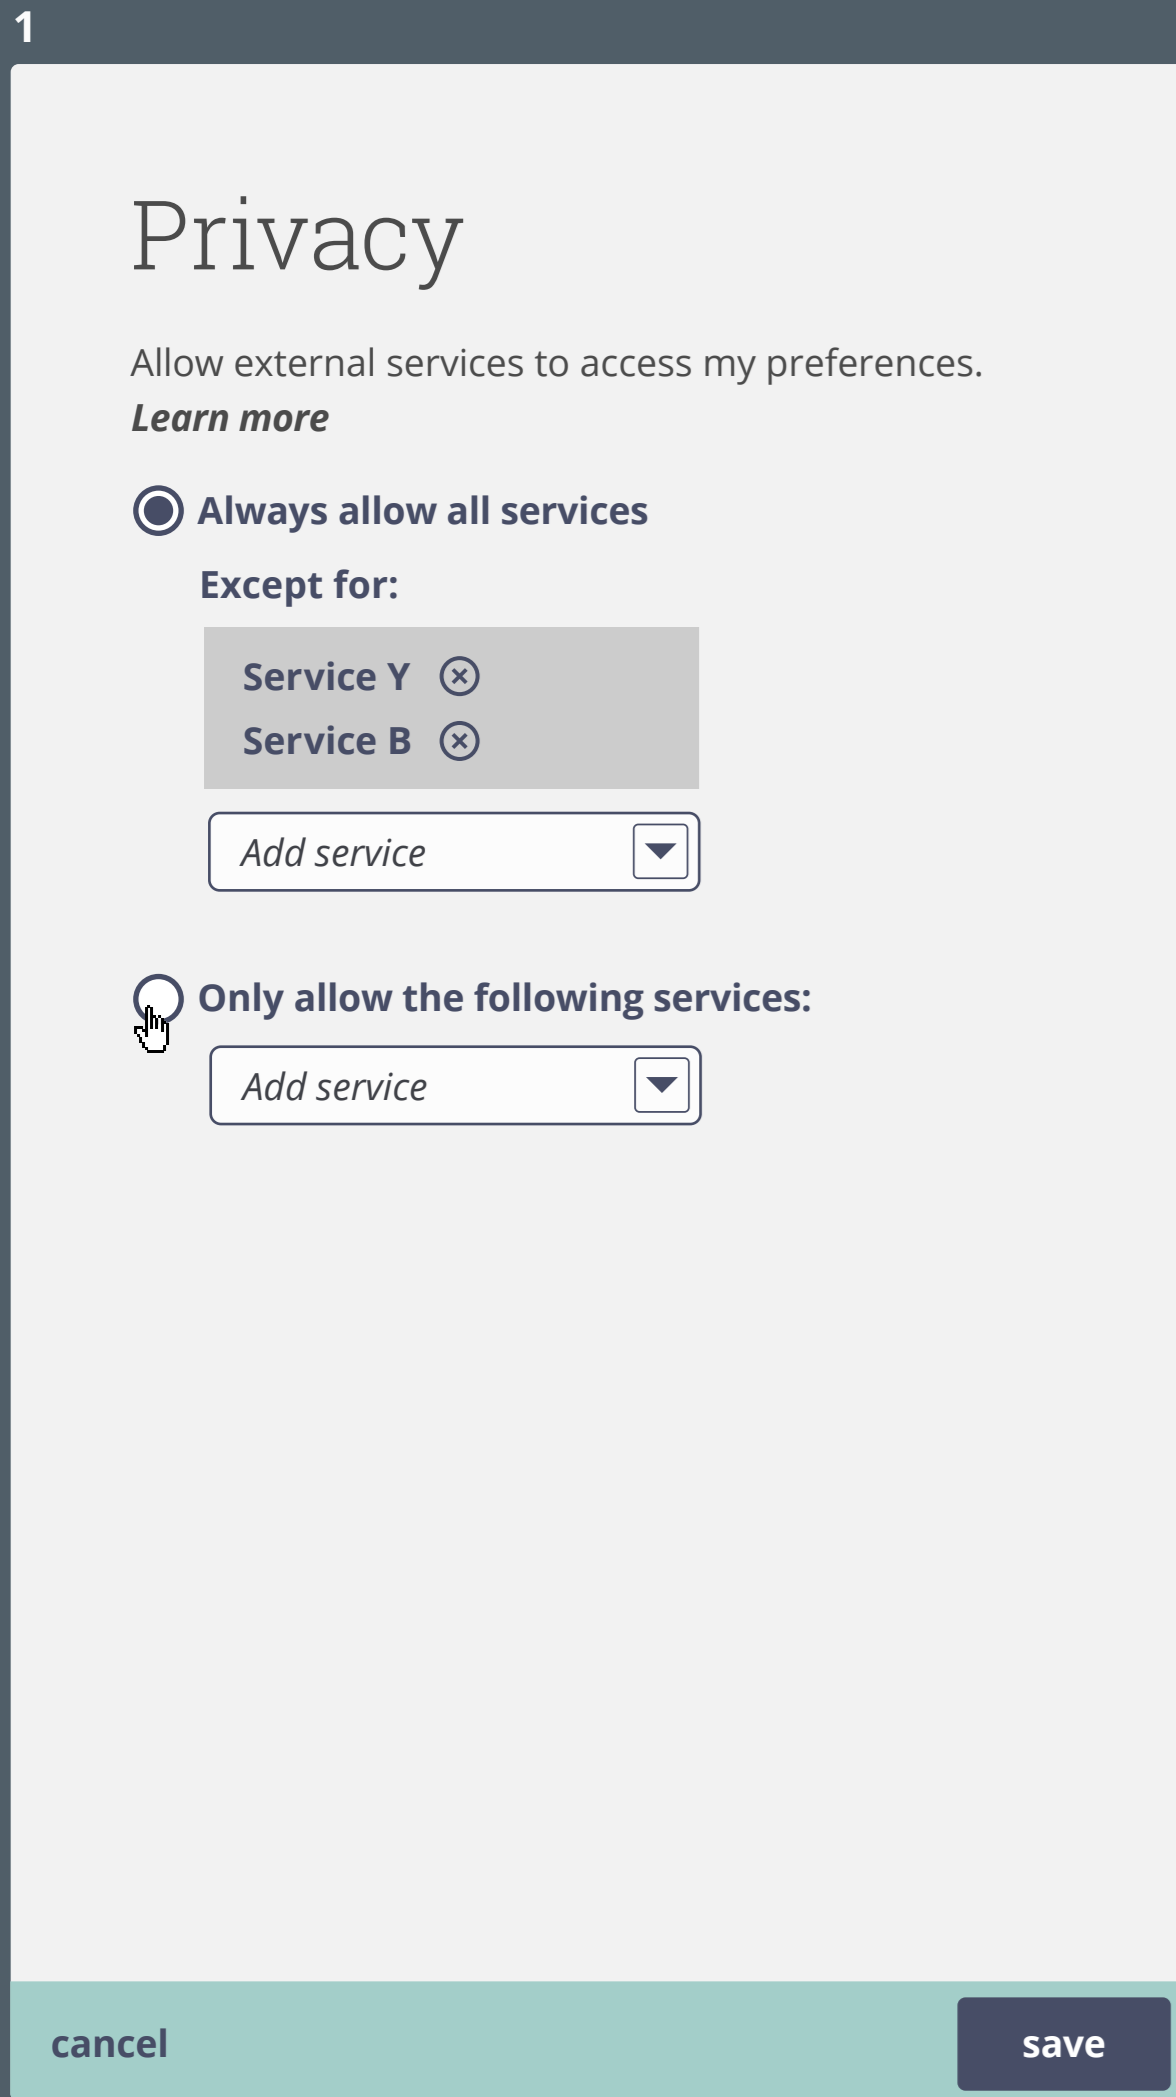 1
Privacy
Allow external services to access my preferences.
Learn more
Always allow all services
Except for:
Service Y
Service B
Add service
Only allow the following services:
Add service
cancel
save